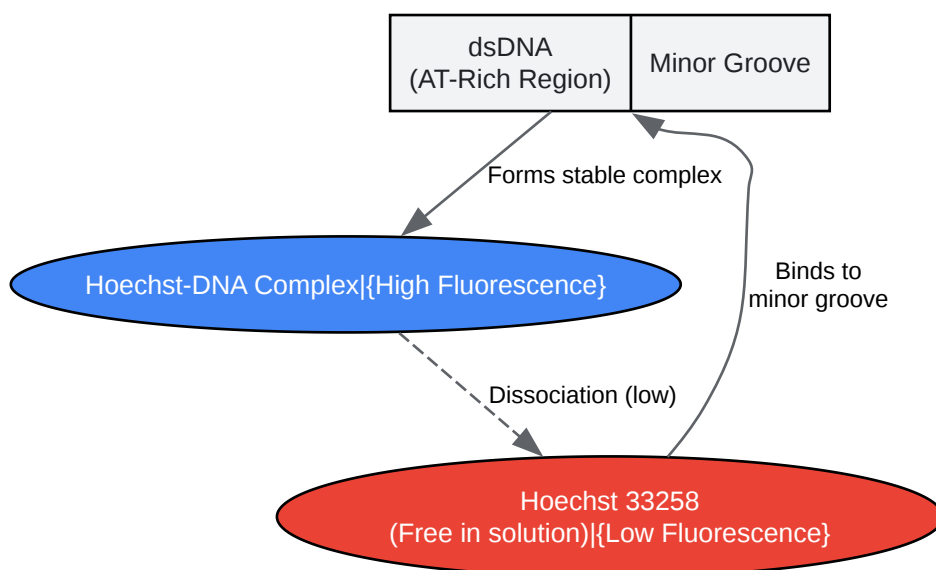 dsDNA
(AT-Rich Region)
Minor Groove
Forms stable complex
Hoechst-DNA Complex|{High Fluorescence}
Binds to
minor groove
Dissociation (low)
Hoechst 33258
(Free in solution)|{Low Fluorescence}